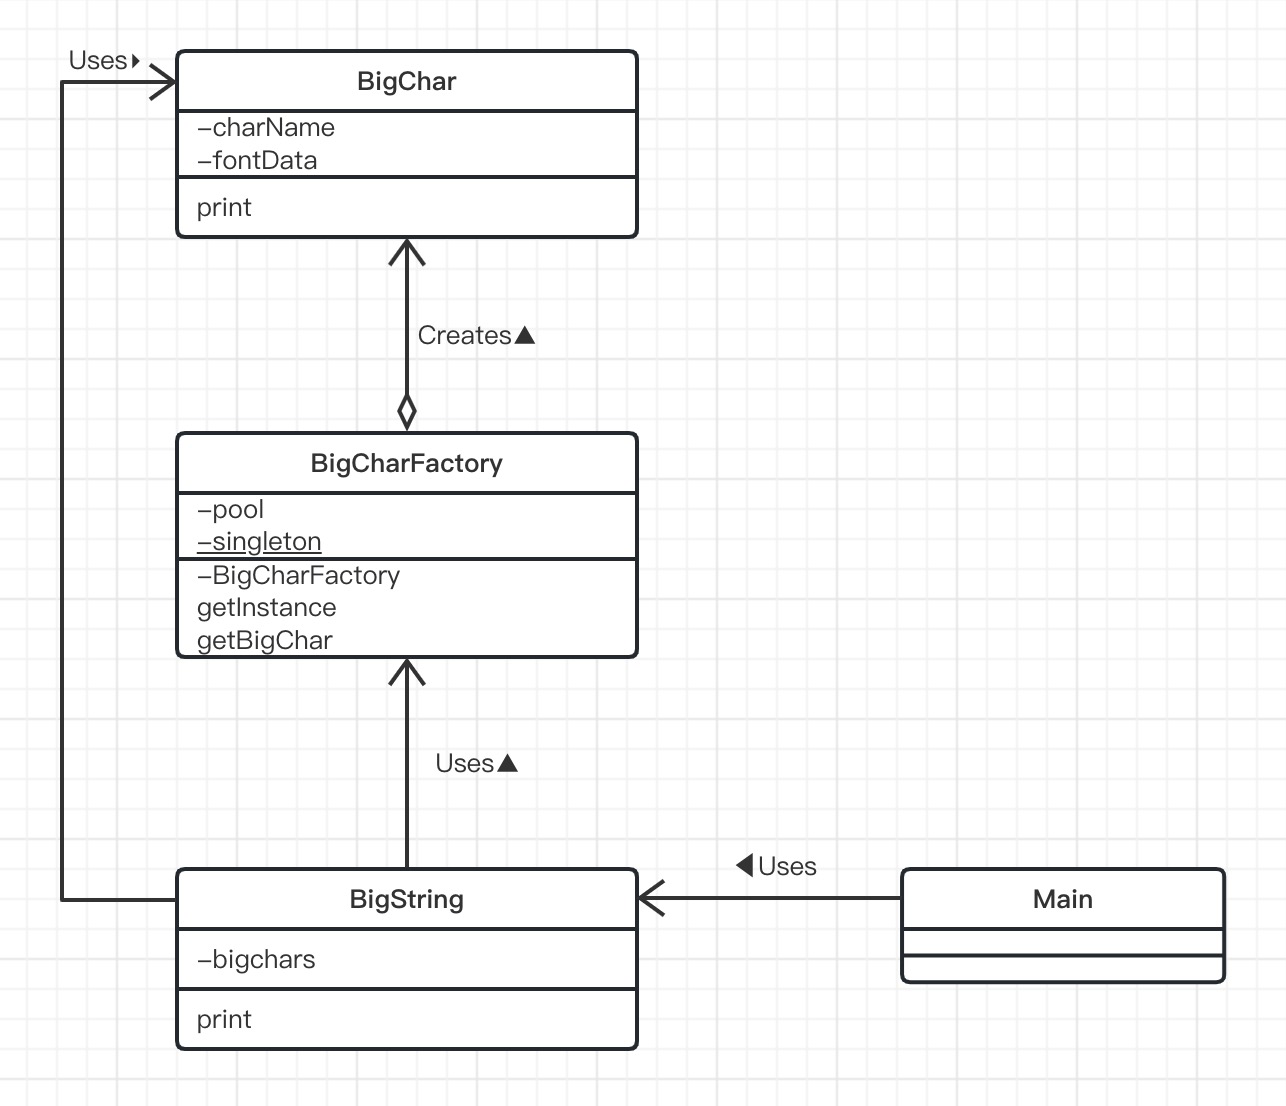 Uses
BigChar
–charName
–fontData
print
Creates▲
BigCharFactory
–pool
–singleton
–BigCharFactory
getInstance
getBigChar
Uses▲
BigString
–bigchars
print
◀Uses
Main